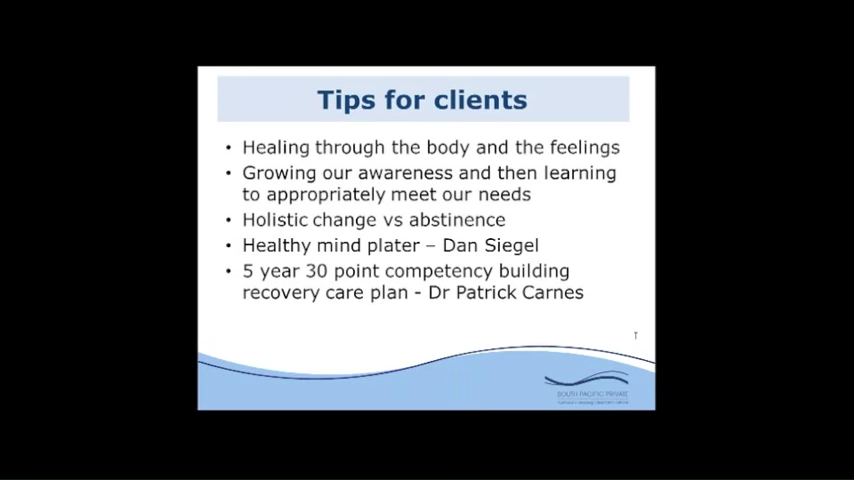 Tips for clients
• Healing through the body and the feelings
• Growing our awareness and then learning
to appropriately meet our needs
• Holistic change vs abstinence
• Healthy mind plater – Dan Siegel
• 5 year 30 point competency building
recovery care plan - Dr Patrick Carnes
SOUTH PACIFIC PRIVATE